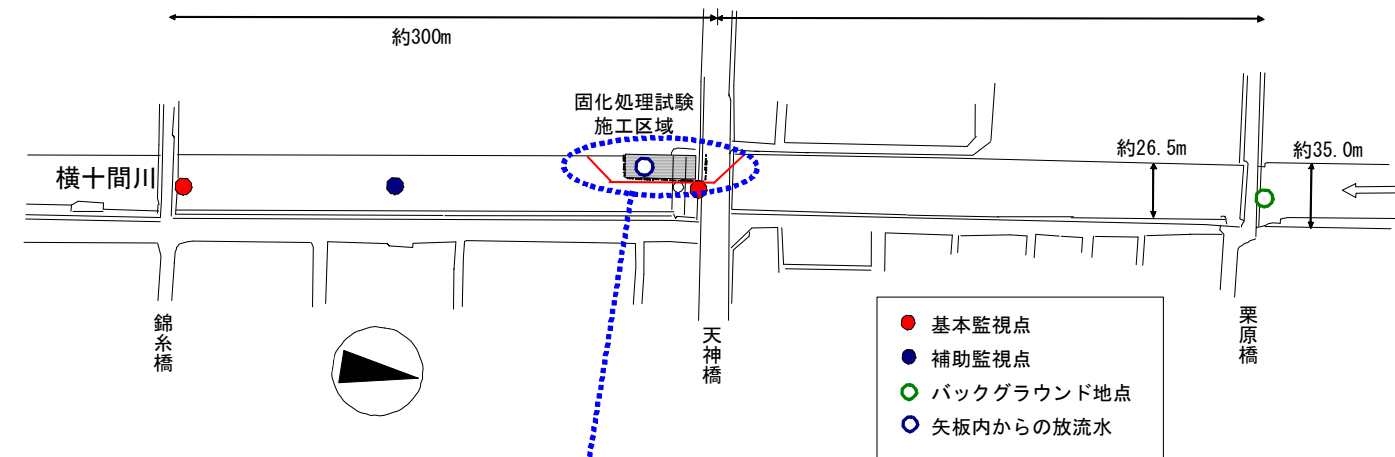 約300m
固化処理試験
施工区域
約26.5m
約35.0m
横十間川
錦糸橋
天神橋
栗原橋
基本監視点
補助監視点
バックグラウンド地点
矢板内からの放流水